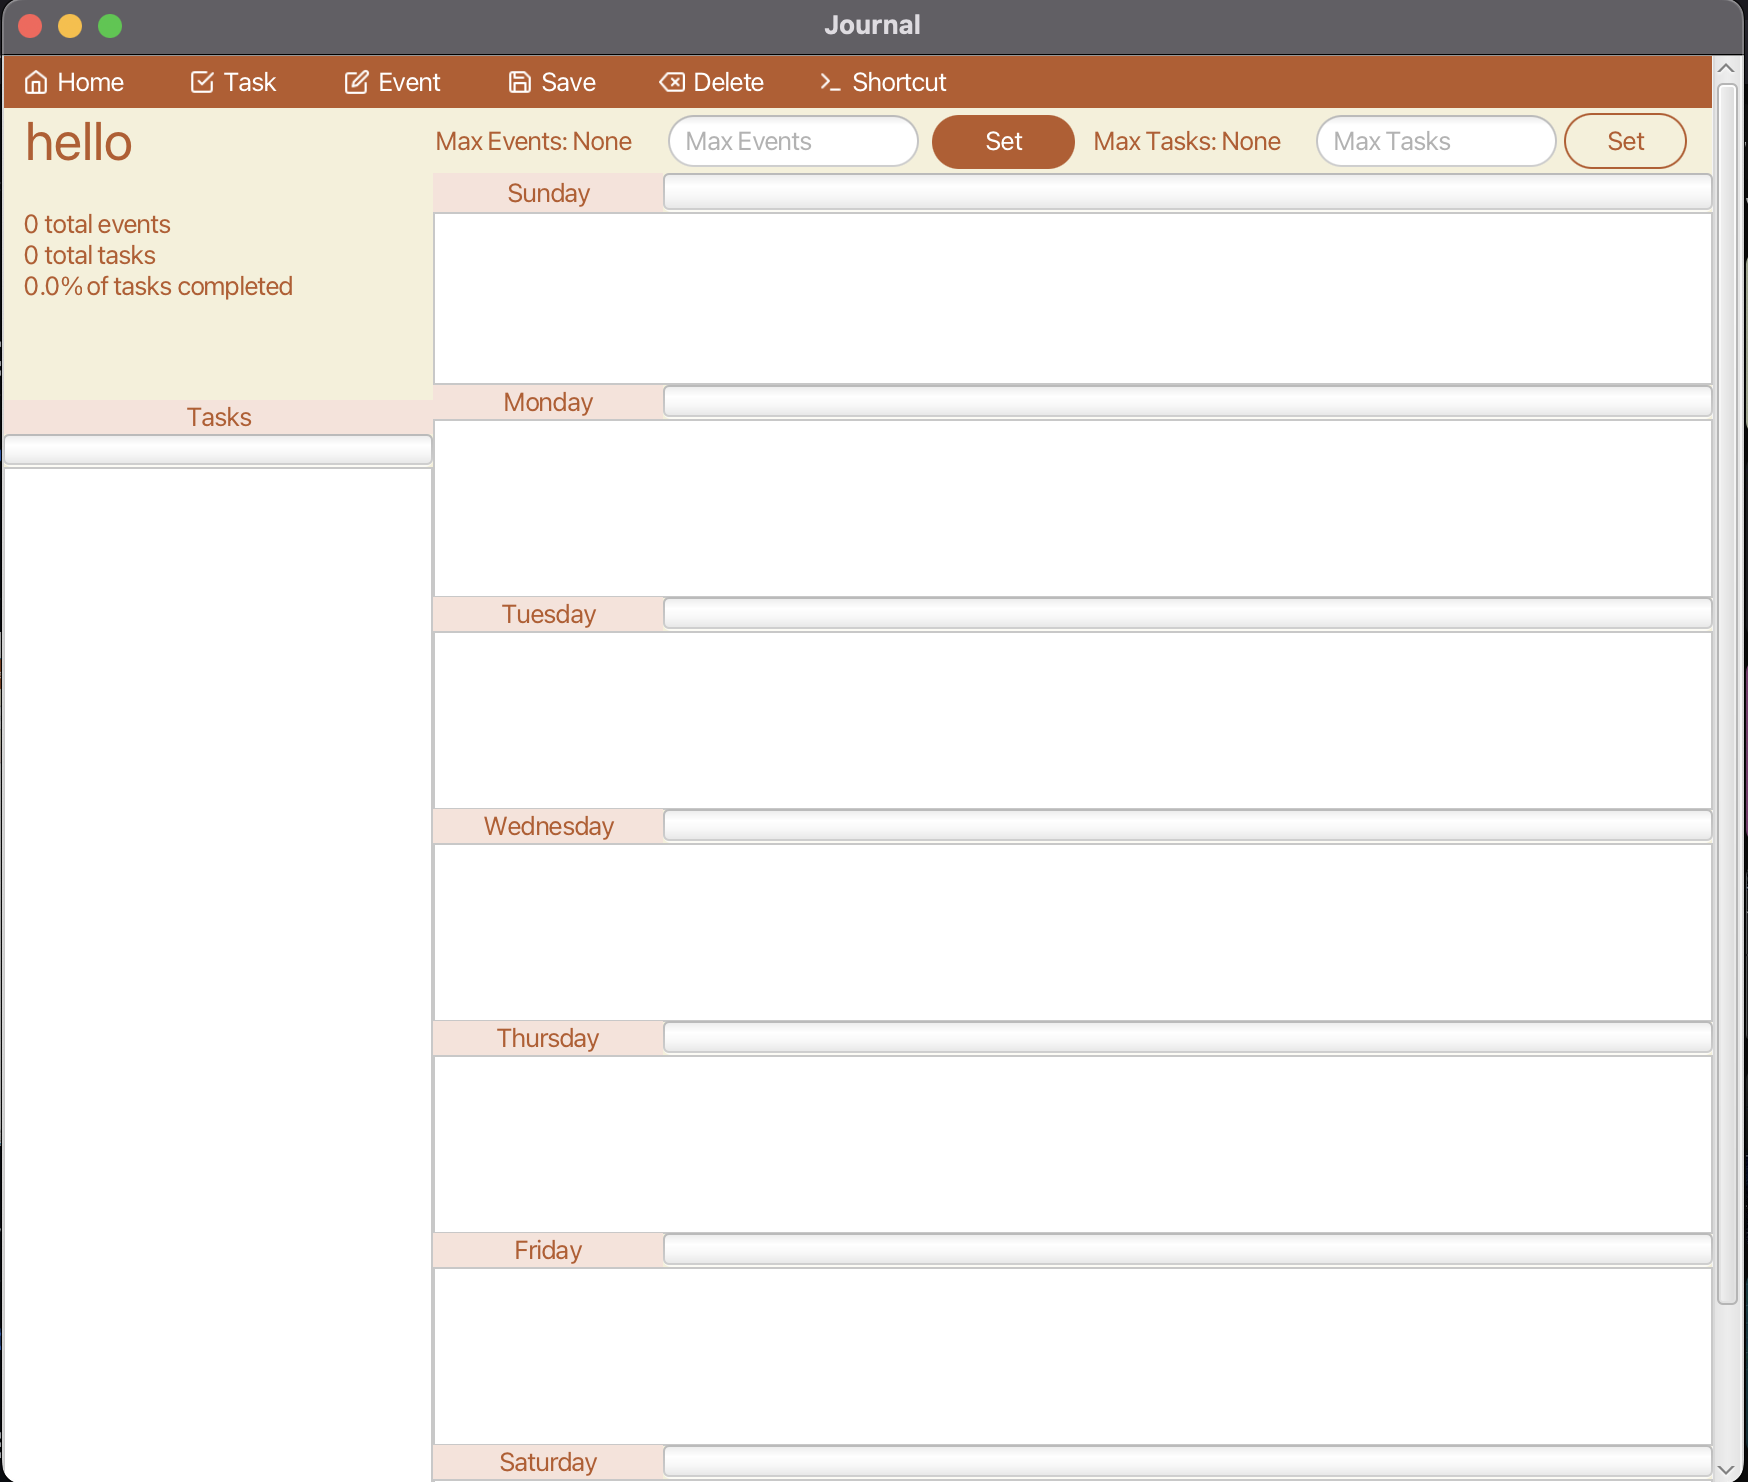 Journal
Home Task Event Save Delete Shortcut
hello
Max Events: None Max Events Set Max Tasks: None Max Tasks Set
0 total events
0 total tasks
0.0% of tasks completed
Tasks
Sunday
Monday
Tuesday
Wednesday
Thursday
Friday
Saturday